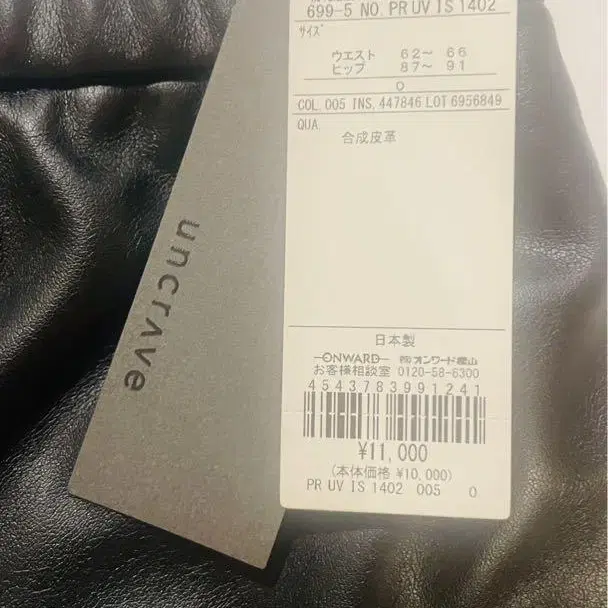 699-5 NO. PR UV IS 1402
サイズ
ウエスト 62〜 66
ヒップ 87〜 91
0
COL. 005 INS. 447846 LOT 6956849
QUA.
合成皮革
uncrave
日本製
ONWARD ㈱オンワード樫山
お客様相談室 0120-58-6300
4543783991241
¥11,000
(本体価格 ¥10,000)
PR UV IS 1402 005 0